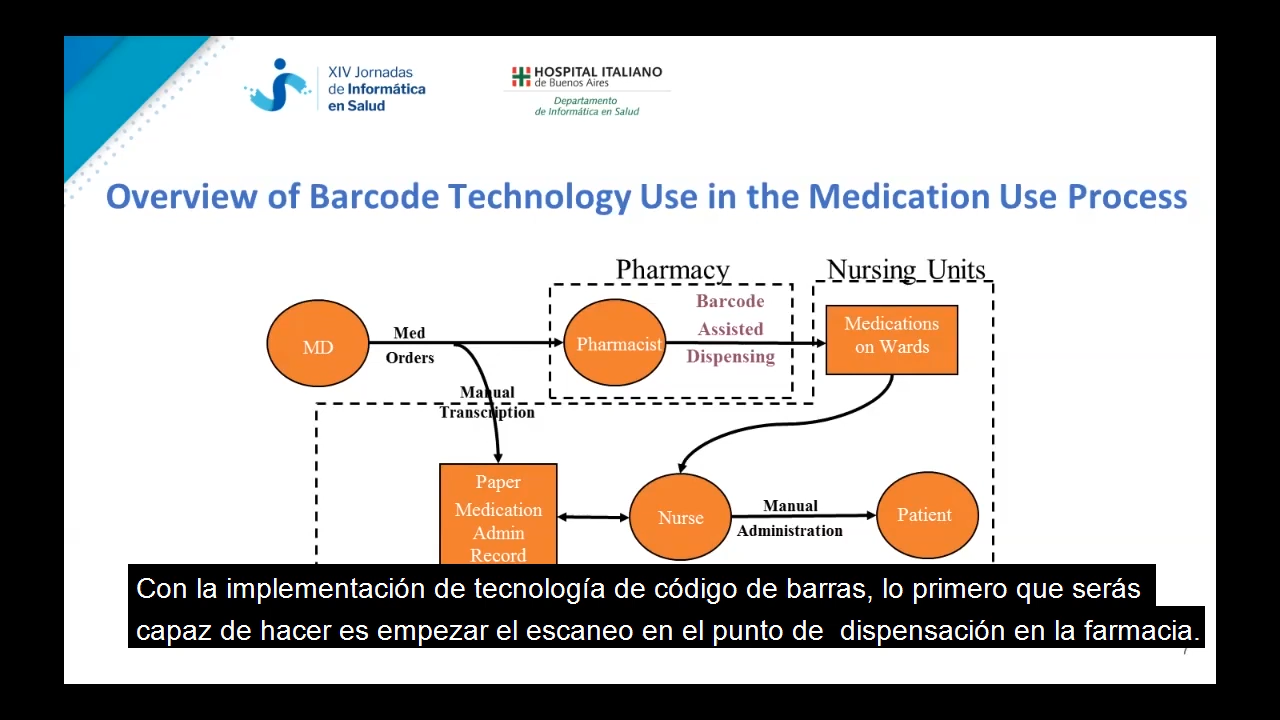 XIV Jornadas
de Informática
en Salud
HOSPITAL ITALIANO
de Buenos Aires
Departamento
de Informática en Salud
Overview of Barcode Technology Use in the Medication Use Process
Pharmacy
Nursing Units
MD
Med
Orders
Pharmacist
Barcode
Assisted
Dispensing
Medications
on Wards
Manual
Transcription
Paper
Medication
Admin
Record
Nurse
Manual
Administration
Patient
Con la implementación de tecnología de código de barras, lo primero que serás
capaz de hacer es empezar el escaneo en el punto de dispensación en la farmacia.